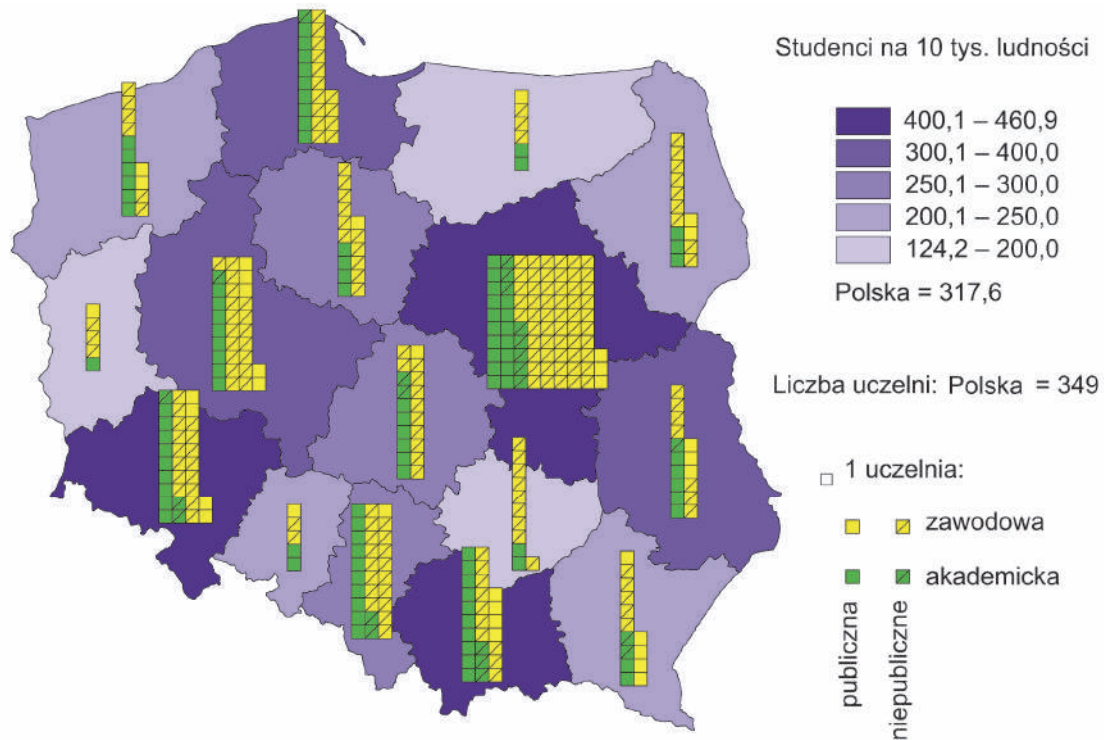 Studenci na 10 tys. ludności
400,1 – 460,9
300,1 – 400,0
250,1 – 300,0
200,1 – 250,0
124,2 – 200,0
Polska = 317,6
Liczba uczelni: Polska = 349
1 uczelnia:
zawodowa
akademicka
publiczna
niepubliczne